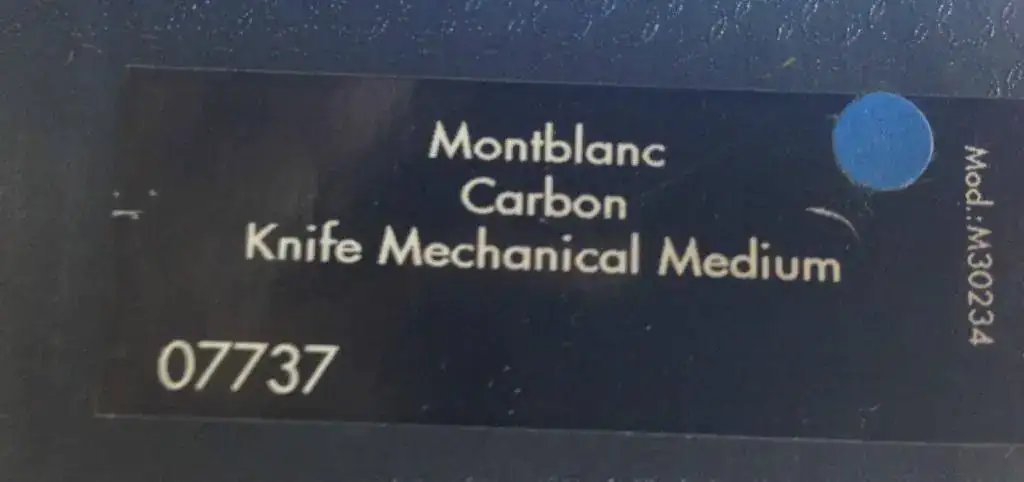 Montblanc
Carbon
Knife Mechanical Medium
07737
Mod.:M30234